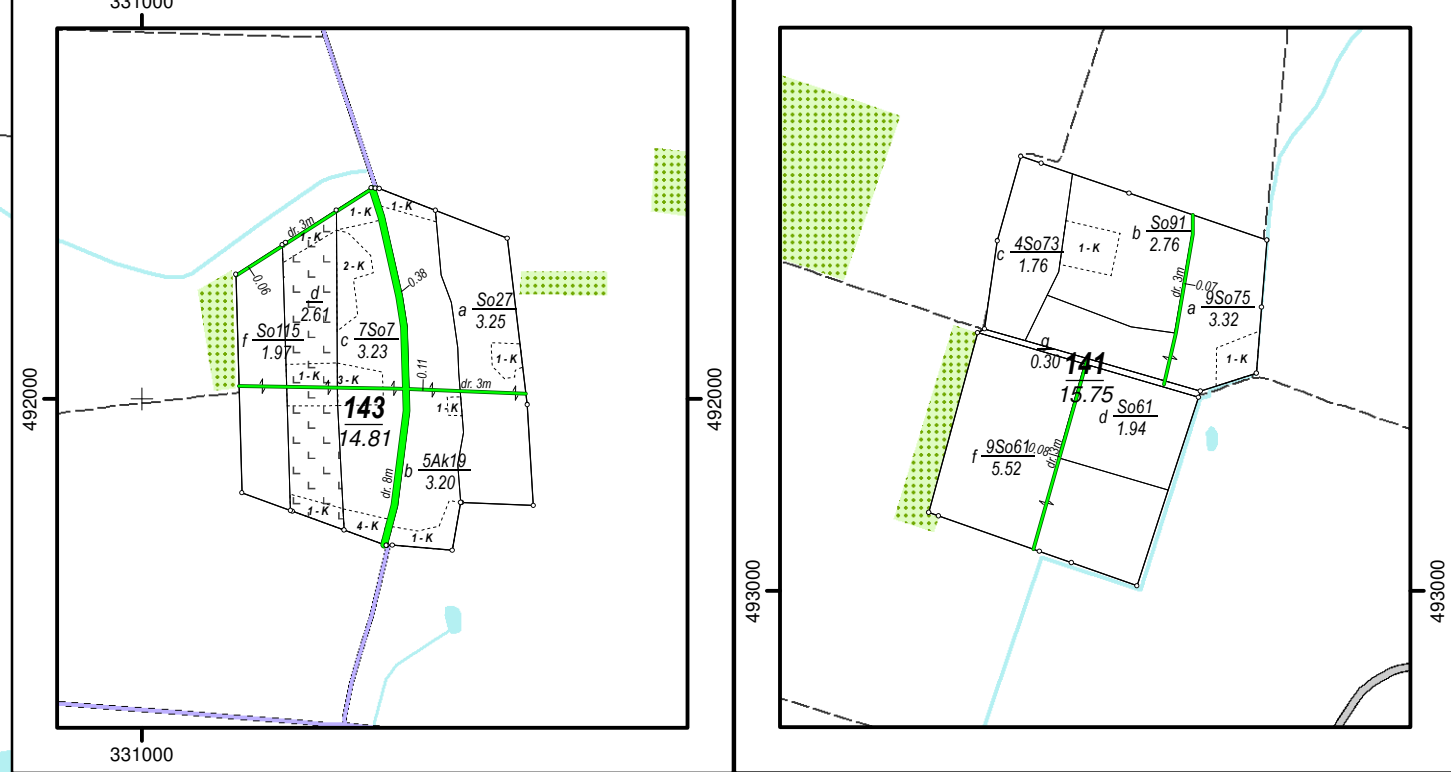 331000
dr. 3m
1 - K
1 - K
1 - K
2 - K
0.06
0.38
d
2.61
a So27
3.25
f So115
1.97
c 7So7
3.23
1 - K
1 - K
3 - K
0.11
dr. 3m
492000
492000
143
14.81
1-K
b 5Ak19
3.20
dr. 8m
1 - K
4 - K
1 - K
331000
b So91
2.76
c 4So73
1.76
1 - K
dr. 3m
0.07
a 9So75
3.32
g
0.30
141
15.75
1 - K
d So61
1.94
f 9So61
5.52
0.08
dr. 3m
493000
493000